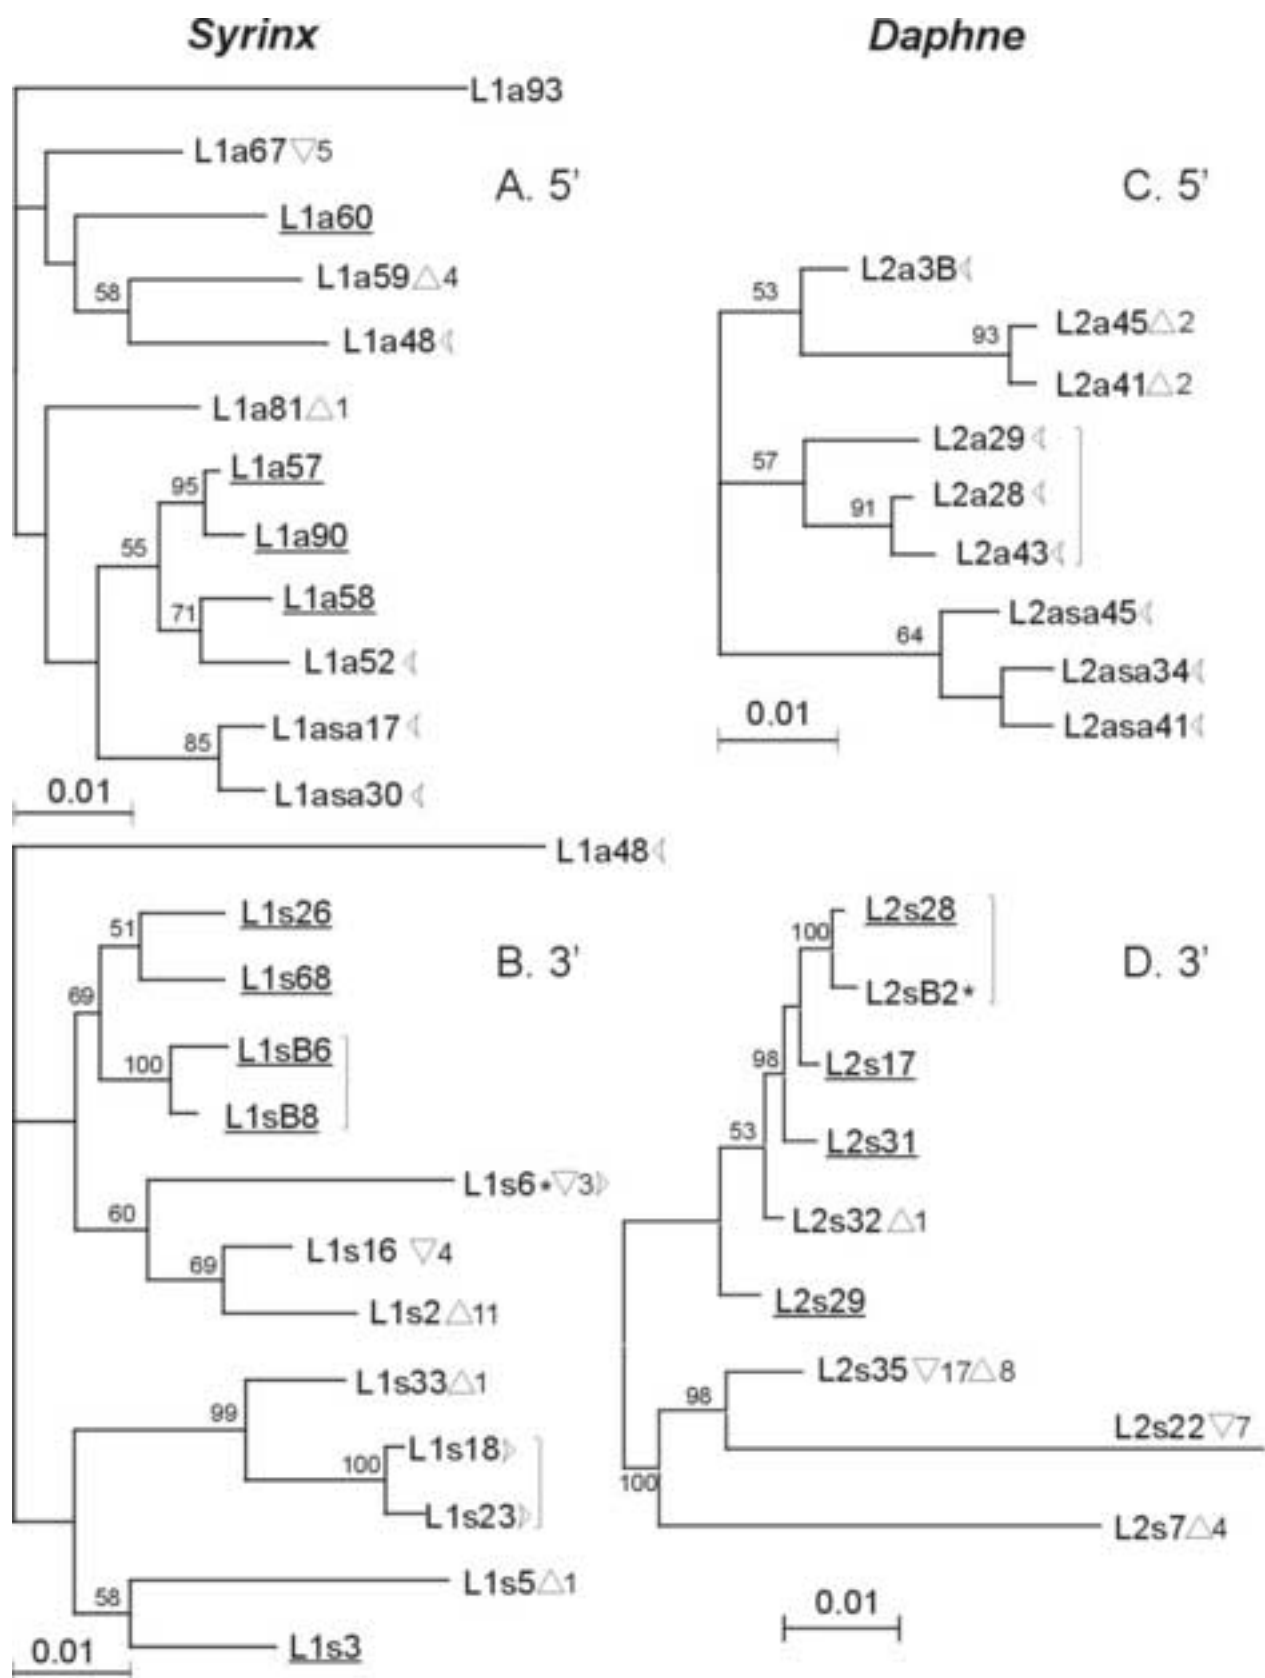 Syrinx
Daphne
L1a93
L1a67▽5
A. 5’
L1a60
L1a59△4
58
L1a48
L1a81△1
L1a57
95
L1a90
55
L1a58
71
L1a52
L1asa17
85
L1asa30
0.01
C. 5’
L2a3B
53
L2a45△2
93
L2a41△2
L2a29
57
L2a28
91
L2a43
L2asa45
64
L2asa34
L2asa41
0.01
L1a48
L1s26
51
L1s68
B. 3’
69
L1sB6
100
L1sB8
L1s6*▽3
60
L1s16 ▽4
69
L1s2△11
L1s33△1
99
L1s18
100
L1s23
L1s5△1
58
L1s3
0.01
L2s28
100
L2sB2*
D. 3’
L2s17
98
L2s31
53
L2s32△1
L2s29
L2s35▽17△8
98
L2s22▽7
100
L2s7△4
0.01